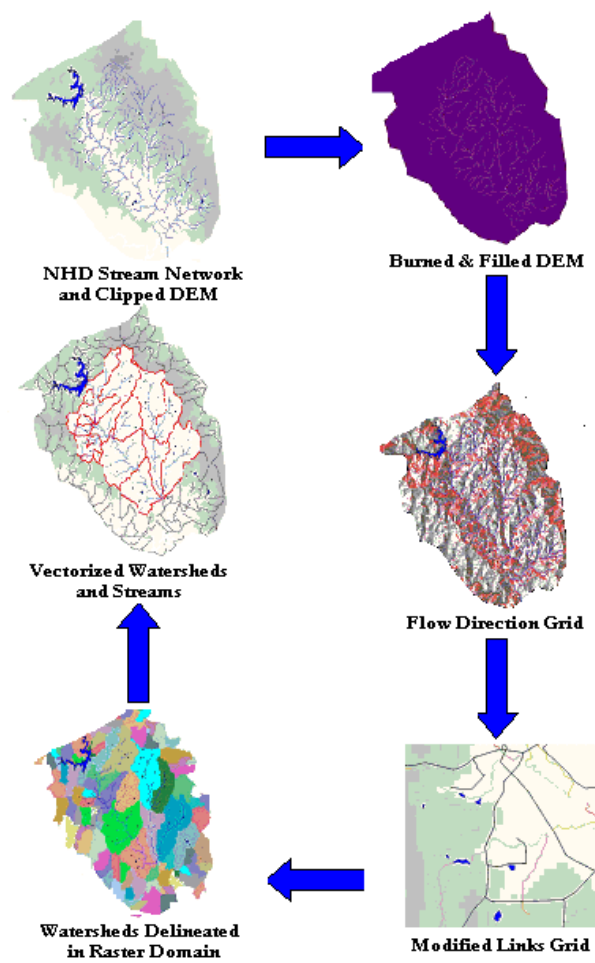 NHD Stream Network
and Clipped DEM
Burned & Filled DEM
Vectorized Watersheds
and Streams
Flow Direction Grid
Watersheds Delineated
in Raster Domain
Modified Links Grid